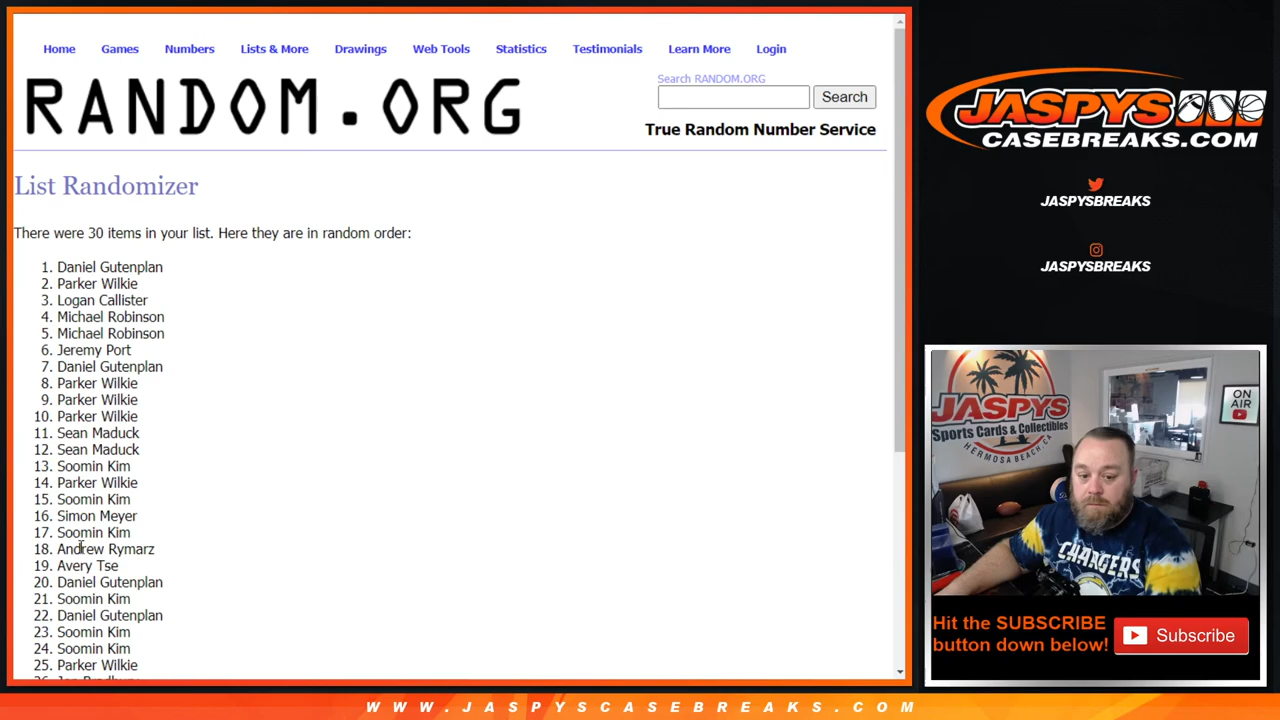 Home Games Numbers Lists & More Drawings Web Tools Statistics Testimonials Learn More Login
RANDOM.ORG
Search RANDOM.ORG
Search
True Random Number Service
List Randomizer
There were 30 items in your list. Here they are in random order:
1. Daniel Gutenplan
2. Parker Wilkie
3. Logan Callister
4. Michael Robinson
5. Michael Robinson
6. Jeremy Port
7. Daniel Gutenplan
8. Parker Wilkie
9. Parker Wilkie
10. Parker Wilkie
11. Sean Maduck
12. Sean Maduck
13. Soomin Kim
14. Parker Wilkie
15. Soomin Kim
16. Simon Meyer
17. Soomin Kim
18. Andrew Rymarz
19. Avery Tse
20. Daniel Gutenplan
21. Soomin Kim
22. Daniel Gutenplan
23. Soomin Kim
24. Soomin Kim
25. Parker Wilkie
JASPYS
CASEBREAKS.COM
JASPYSBREAKS
JASPYSBREAKS
JASPYS
Sports Cards & Collectibles
HERMOSA BEACH, CA
ON
AIR
CHARGERS
Hit the SUBSCRIBE
button down below!
Subscribe
WWW.JASPYSCASEBREAKS.COM